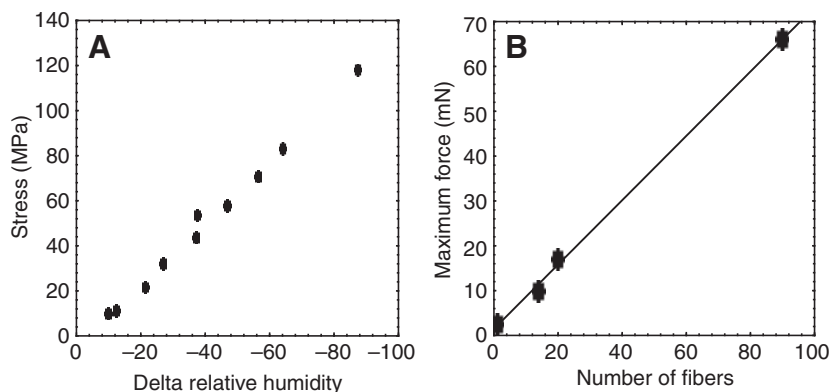 A
140
120
100
80
60
40
20
0
Stress (MPa)
0 –20 –40 –60 –80 –100
Delta relative humidity
B
70
60
50
40
30
20
10
0
Maximum force (mN)
0 20 40 60 80 100
Number of fibers